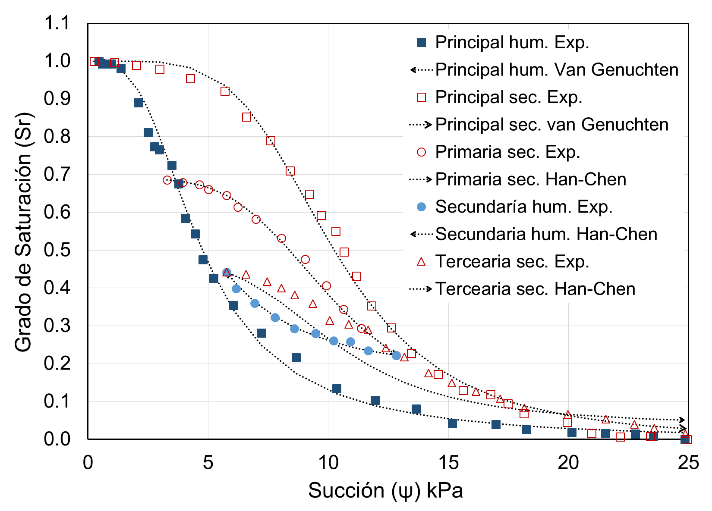 1.1
1.0
0.9
0.8
0.7
0.6
0.5
0.4
0.3
0.2
0.1
0.0
Grado de Saturación (Sr)
Principal hum. Exp.
Principal hum. Van Genuchten
Principal sec. Exp.
Principal sec. van Genuchten
Primaria sec. Exp.
Primaria sec. Han-Chen
Secundaría hum. Exp.
Secundaria hum. Han-Chen
Tercearia sec. Exp.
Tercearia sec. Han-Chen
0 5 10 15 20 25
Succión (ψ) kPa